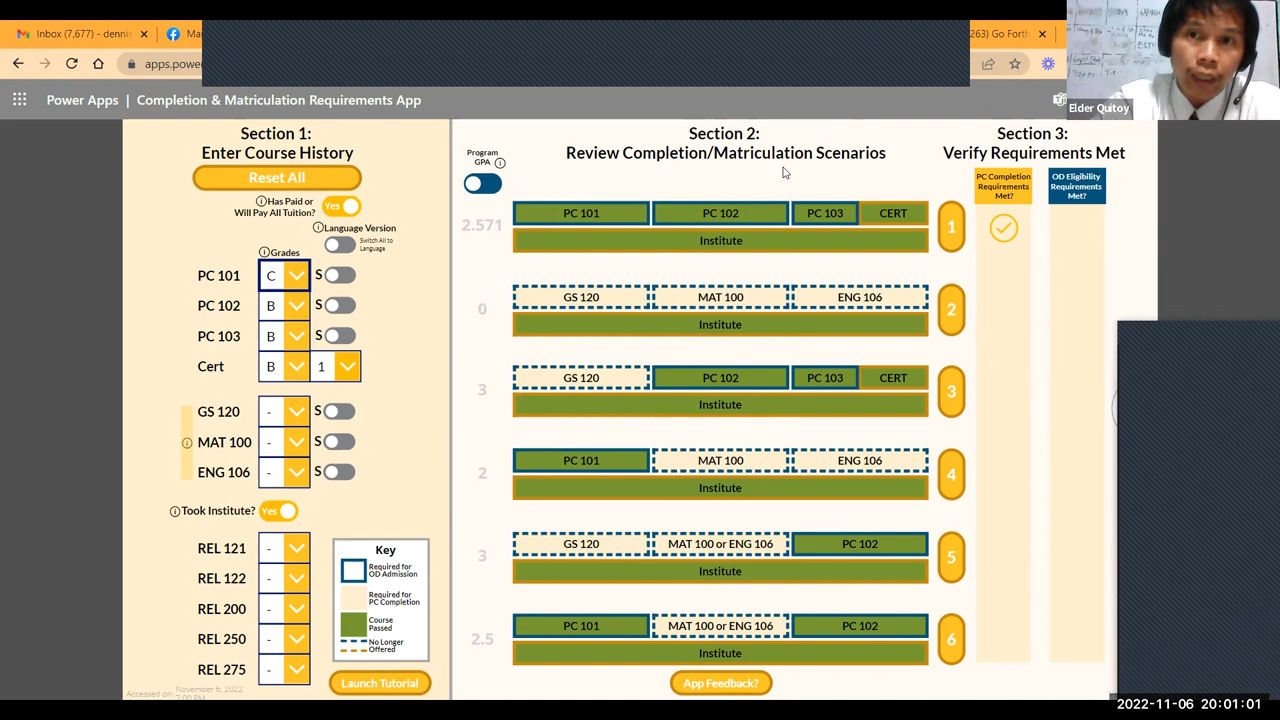 Inbox (7,677) - dennis
Ma
263) Go Forth
apps.powe
Elder Quitoy
Power Apps | Completion & Matriculation Requirements App
Section 1:
Enter Course History
Reset All
Has Paid or
Will Pay All Tuition?
Yes
Language Version
Switch All to
Language
Grades
PC 101 C S
PC 102 B S
PC 103 B S
Cert B 1
GS 120 - S
MAT 100 - S
ENG 106 - S
Took Institute? Yes
REL 121 -
REL 122 -
REL 200 -
REL 250 -
REL 275 -
Key
Required for
OD Admission
Required for
PC Completion
Course
Passed
No Longer
Offered
Launch Tutorial
Accessed on: November 6, 2022
7:00 PM
Section 2:
Review Completion/Matriculation Scenarios
Program
GPA
2.571 PC 101 PC 102 PC 103 CERT 1
Institute
0 GS 120 MAT 100 ENG 106 2
Institute
3 GS 120 PC 102 PC 103 CERT 3
Institute
2 PC 101 MAT 100 ENG 106 4
Institute
3 GS 120 MAT 100 or ENG 106 PC 102 5
Institute
2.5 PC 101 MAT 100 or ENG 106 PC 102 6
Institute
App Feedback?
Section 3:
Verify Requirements Met
PC Completion
Requirements
Met?
OD Eligibility
Requirements
Met?
2022-11-06 20:01:01